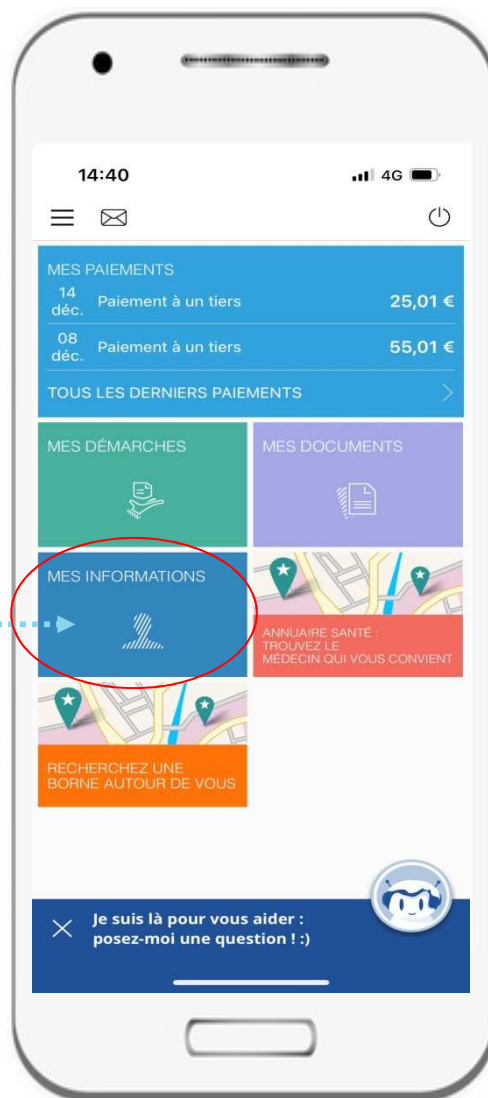 14:40
4G
MES PAIEMENTS
14 déc. Paiement à un tiers 25,01 €
08 déc. Paiement à un tiers 55,01 €
TOUS LES DERNIERS PAIEMENTS
MES DÉMARCHES
MES DOCUMENTS
MES INFORMATIONS
ANNUAIRE SANTÉ :
TROUVEZ LE
MÉDECIN QUI VOUS CONVIENT
RECHERCHEZ UNE
BORNE AUTOUR DE VOUS
Je suis là pour vous aider :
posez-moi une question ! :)